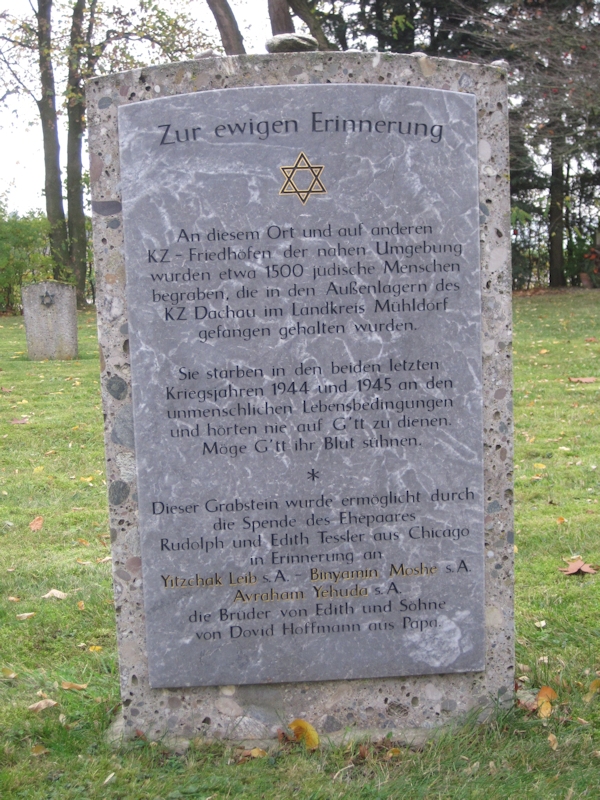 Zur ewigen Erinnerung
An diesem Ort und auf anderen
KZ - Friedhöfen der nahen Umgebung
wurden etwa 1500 jüdische Menschen
begraben, die in den Außenlagern des
KZ Dachau im Landkreis Mühldorf
gefangen gehalten wurden.
Sie starben in den beiden letzten
Kriegsjahren 1944 und 1945 an den
unmenschlichen Lebensbedingungen
und hörten nie auf G'tt zu dienen.
Möge G'tt ihr Blut sühnen.
*
Dieser Grabstein wurde ermöglicht durch
die Spende des Ehepaares
Rudolph und Edith Tessler aus Chicago
in Erinnerung an
Yitzchak Leib s.A. - Binyamin Moshe s.A.
Avraham Yehuda s.A.
die Brüder von Edith und Söhne
von Dovid Hoffmann aus Papa.